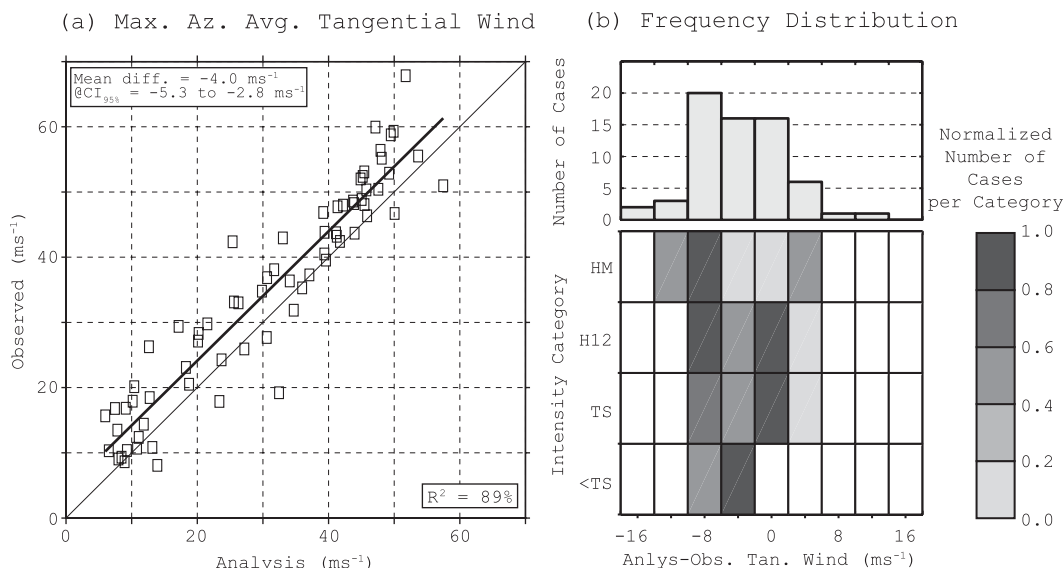 (a) Max. Az. Avg. Tangential Wind
Mean diff. = -4.0 ms⁻¹
@CI95% = -5.3 to -2.8 ms⁻¹
60
40
20
0
Observed (ms⁻¹)
R² = 89%
0 20 40 60
Analysis (ms⁻¹)
(b) Frequency Distribution
Number of Cases
20
15
10
5
0
Intensity Category
HM
H12
TS
<TS
-16 -8 0 8 16
Anlys-Obs. Tan. Wind (ms⁻¹)
Normalized
Number of
Cases
per Category
1.0
0.8
0.6
0.4
0.2
0.0